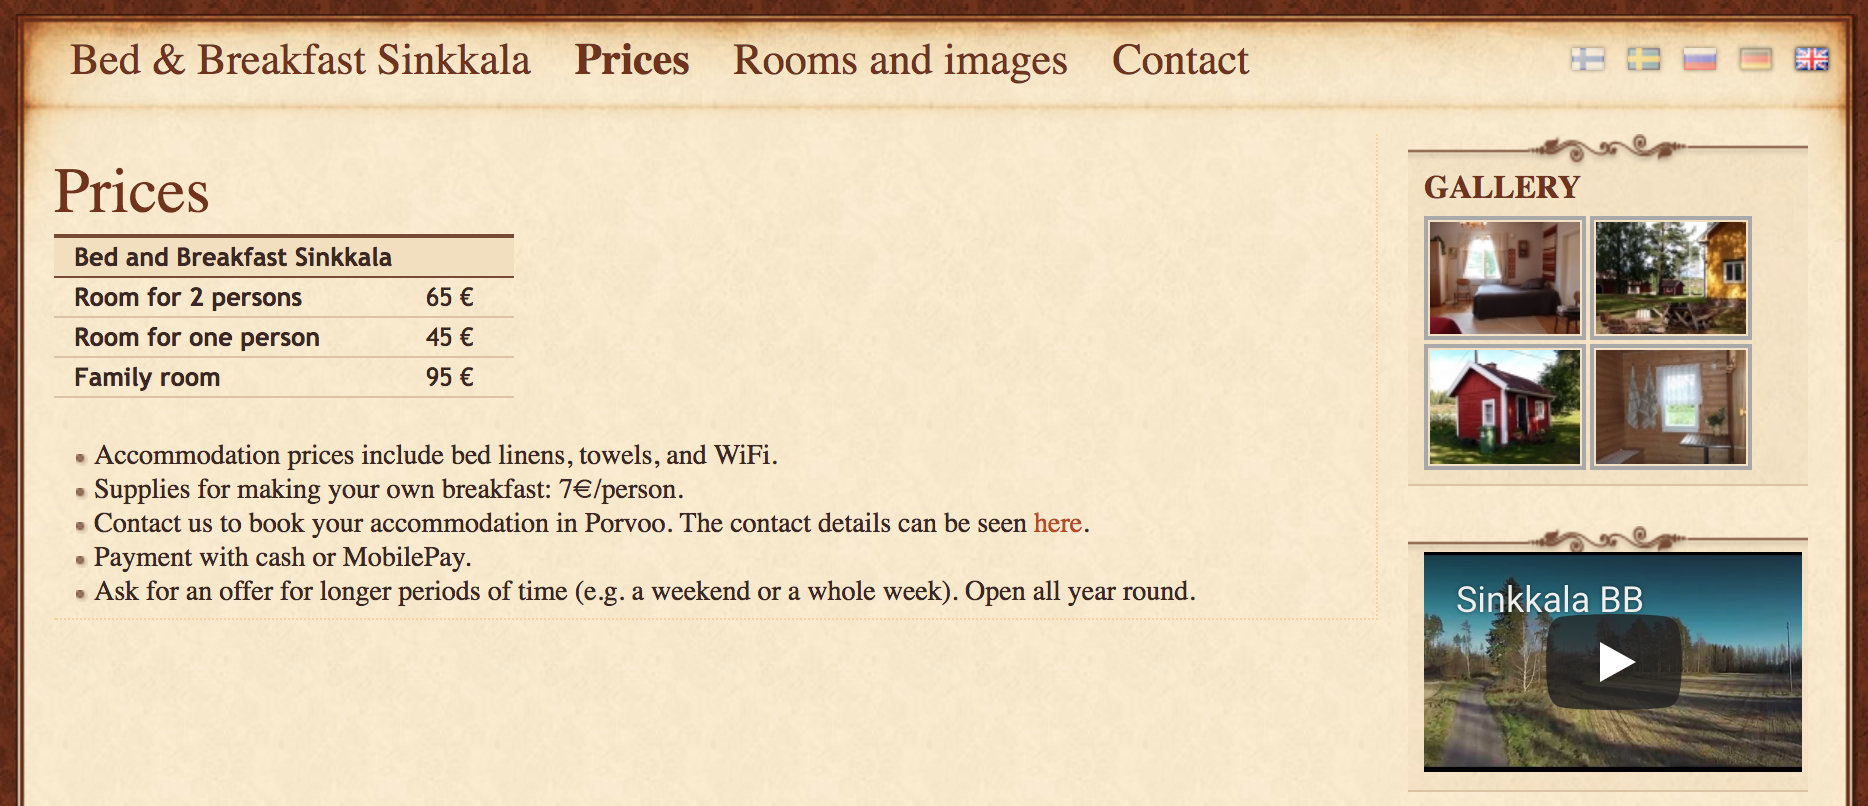 Bed & Breakfast Sinkkala Prices Rooms and images Contact
Prices
Bed and Breakfast Sinkkala
Room for 2 persons 65 €
Room for one person 45 €
Family room 95 €
Accommodation prices include bed linens, towels, and WiFi.
Supplies for making your own breakfast: 7€/person.
Contact us to book your accommodation in Porvoo. The contact details can be seen here.
Payment with cash or MobilePay.
Ask for an offer for longer periods of time (e.g. a weekend or a whole week). Open all year round.
GALLERY
Sinkkala BB